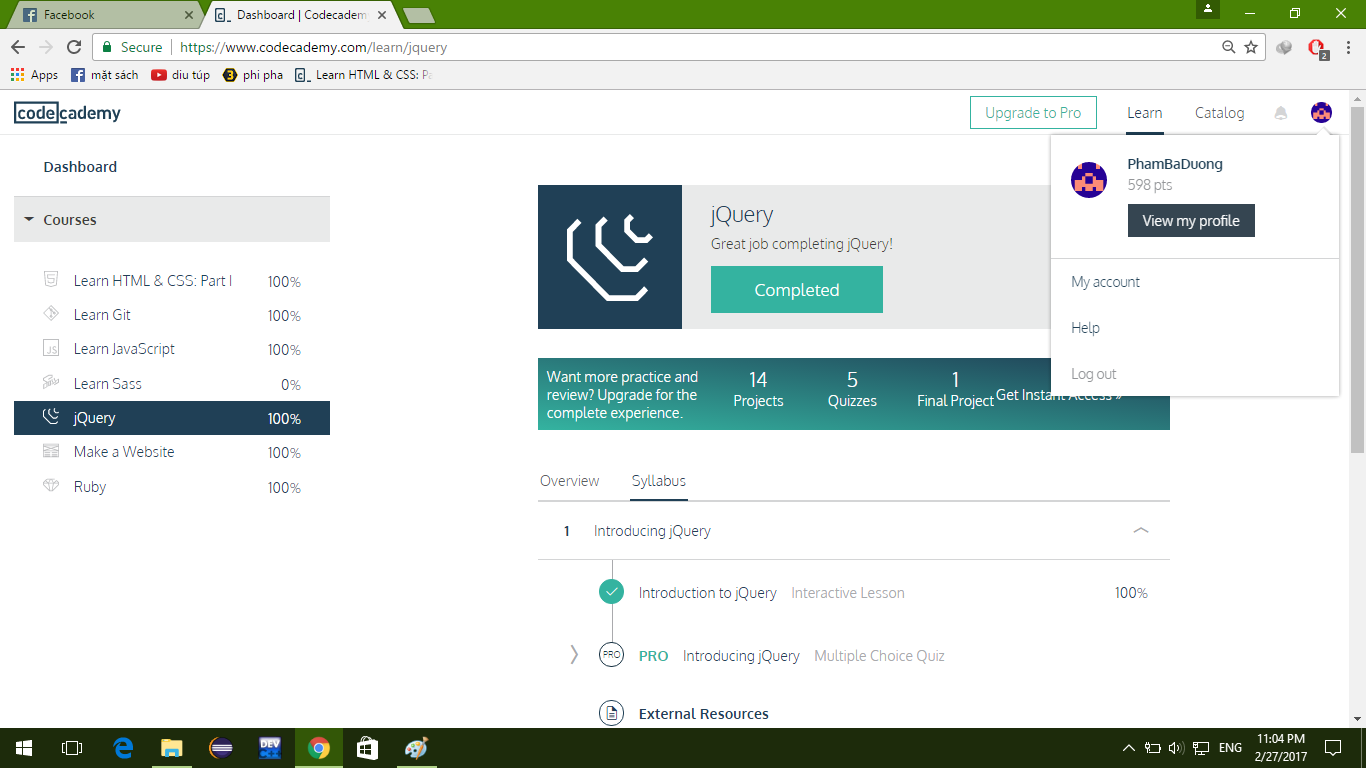 Facebook
Dashboard | Codecadem
Secure https://www.codecademy.com/learn/jquery
2
Apps mặt sách diu túp phi pha Learn HTML & CSS: Pa
codecademy
Upgrade to Pro Learn Catalog
Dashboard
Courses
Learn HTML & CSS: Part I 100%
Learn Git 100%
Learn JavaScript 100%
Learn Sass 0%
jQuery 100%
Make a Website 100%
Ruby 100%
jQuery
Great job completing jQuery!
Completed
PhamBaDuong
598 pts
View my profile
My account
Help
Log out
Want more practice and
review? Upgrade for the
complete experience.
14
Projects
5
Quizzes
1
Final Project
Get Instant Access »
Overview Syllabus
1 Introducing jQuery
Introduction to jQuery Interactive Lesson 100%
PRO PRO Introducing jQuery Multiple Choice Quiz
External Resources
DEV
ENG
11:04 PM
2/27/2017